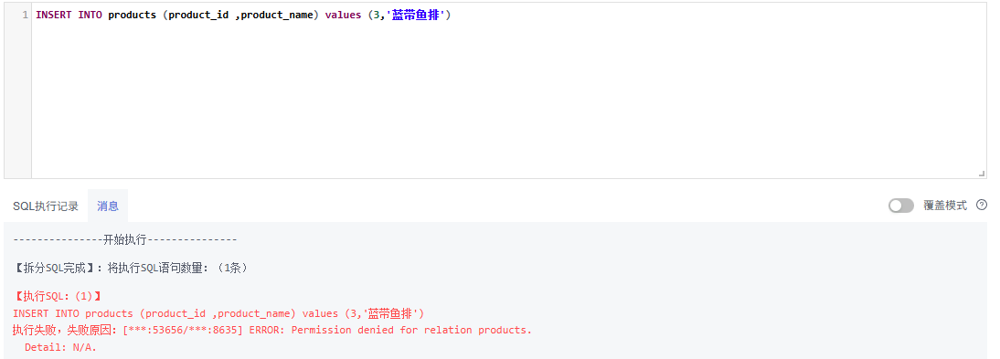 1 INSERT INTO products (product_id ,product_name) values (3,'蓝带鱼排')
SQL执行记录 消息 覆盖模式 ?
---------------开始执行---------------
【拆分SQL完成】：将执行SQL语句数量：（1条）
【执行SQL：(1)】
INSERT INTO products (product_id ,product_name) values (3,'蓝带鱼排')
执行失败，失败原因：[***:53656/***:8635] ERROR: Permission denied for relation products.
Detail: N/A.